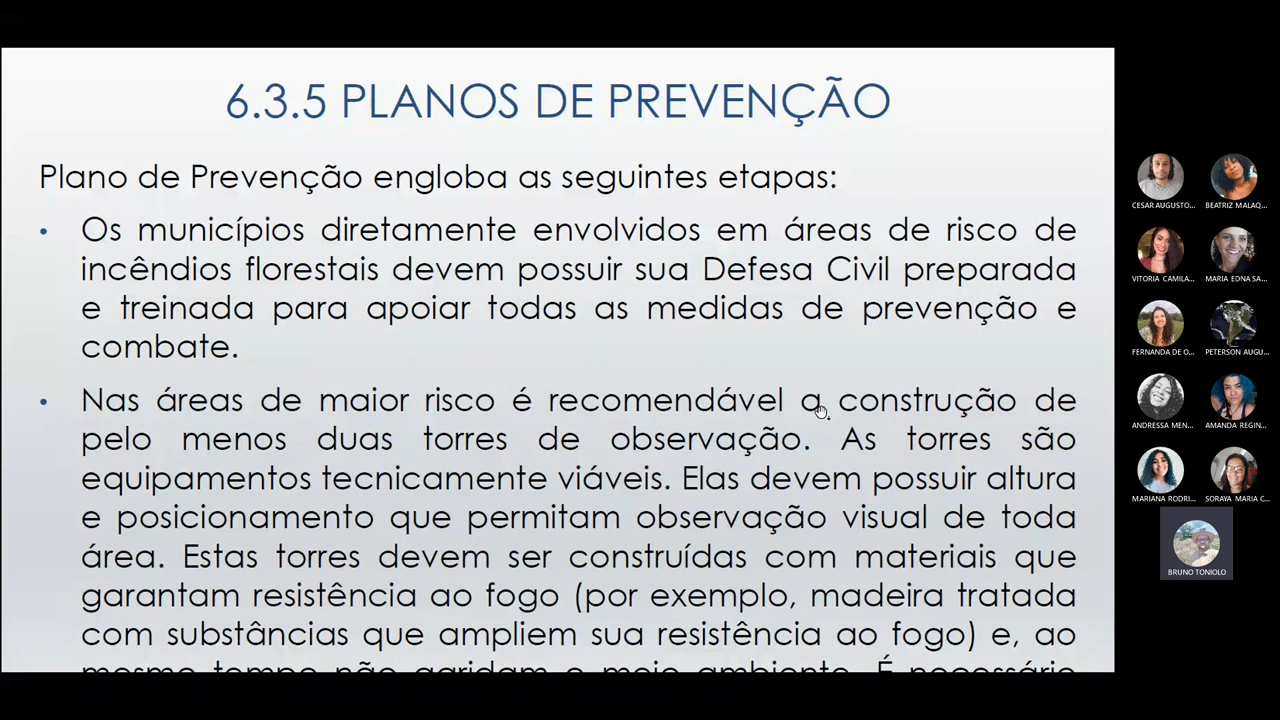 6.3.5 PLANOS DE PREVENÇÃO
Plano de Prevenção engloba as seguintes etapas:
• Os municípios diretamente envolvidos em áreas de risco de
incêndios florestais devem possuir sua Defesa Civil preparada
e treinada para apoiar todas as medidas de prevenção e
combate.
• Nas áreas de maior risco é recomendável a construção de
pelo menos duas torres de observação. As torres são
equipamentos tecnicamente viáveis. Elas devem possuir altura
e posicionamento que permitam observação visual de toda
área. Estas torres devem ser construídas com materiais que
garantam resistência ao fogo (por exemplo, madeira tratada
com substâncias que ampliem sua resistência ao fogo) e, ao
mesmo tempo não agridam o meio ambiente. É necessário
CESAR AUGUSTO...
BEATRIZ MALAQ...
VITORIA CAMILA...
MARIA EDNA SA...
FERNANDA DE O...
PETERSON AUGU...
ANDRESSA MEN...
AMANDA REGIN...
MARIANA RODRI...
SORAYA MARIA C...
BRUNO TONIOLO